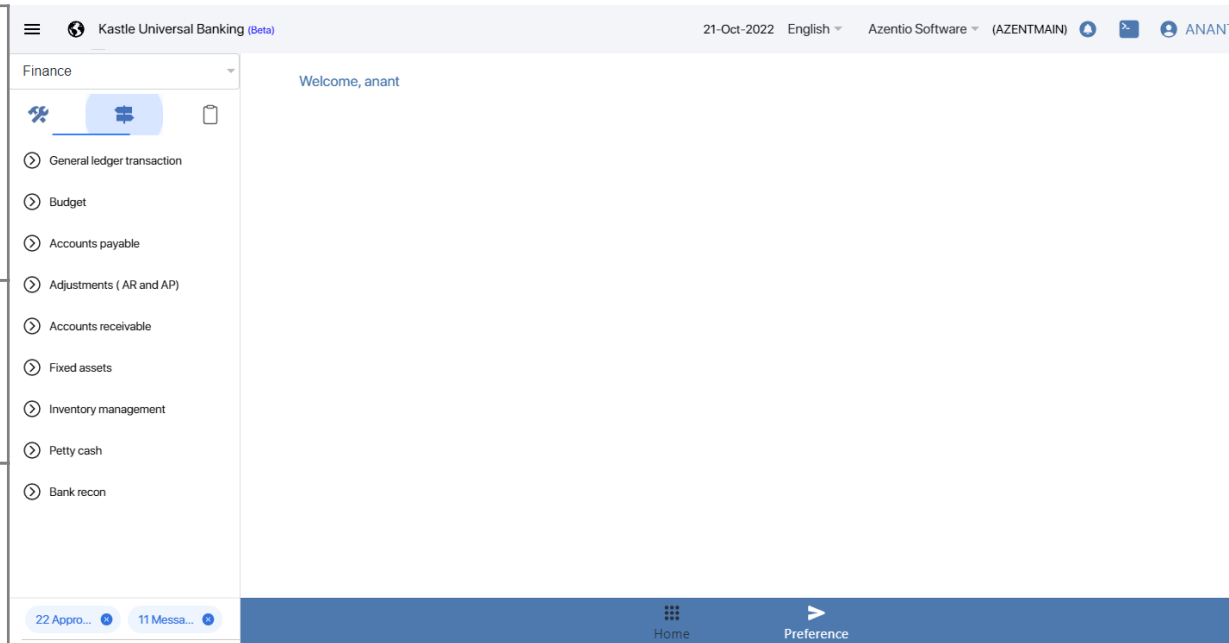 Kastle Universal Banking (Beta) 21-Oct-2022 English Azentio Software (AZENTMAIN) ANANT
Finance
Welcome, anant
General ledger transaction
Budget
Accounts payable
Adjustments ( AR and AP)
Accounts receivable
Fixed assets
Inventory management
Petty cash
Bank recon
22 Appro... 11 Messa...
Home Preference